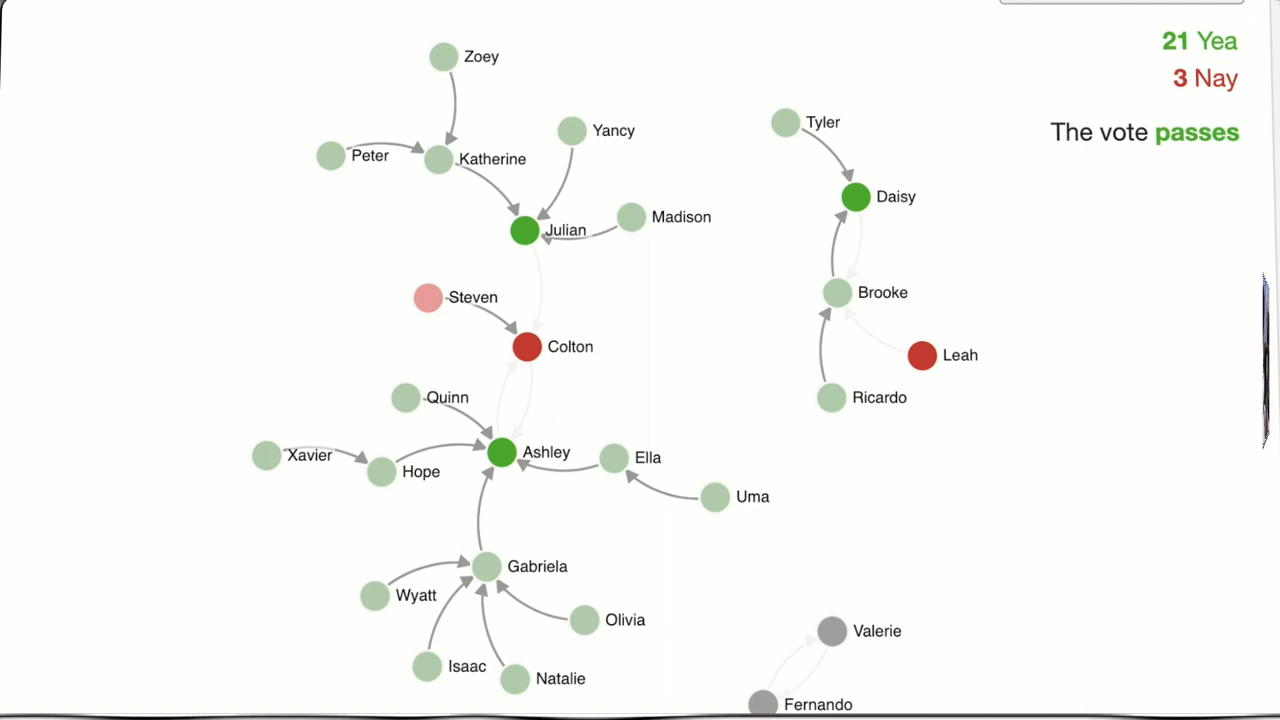 21 Yea
3 Nay
The vote passes
Zoey
Tyler
Yancy
Peter
Katherine
Daisy
Madison
Julian
Brooke
Steven
Colton
Leah
Quinn
Ricardo
Xavier
Ashley
Ella
Hope
Uma
Gabriela
Wyatt
Olivia
Valerie
Isaac
Natalie
Fernando